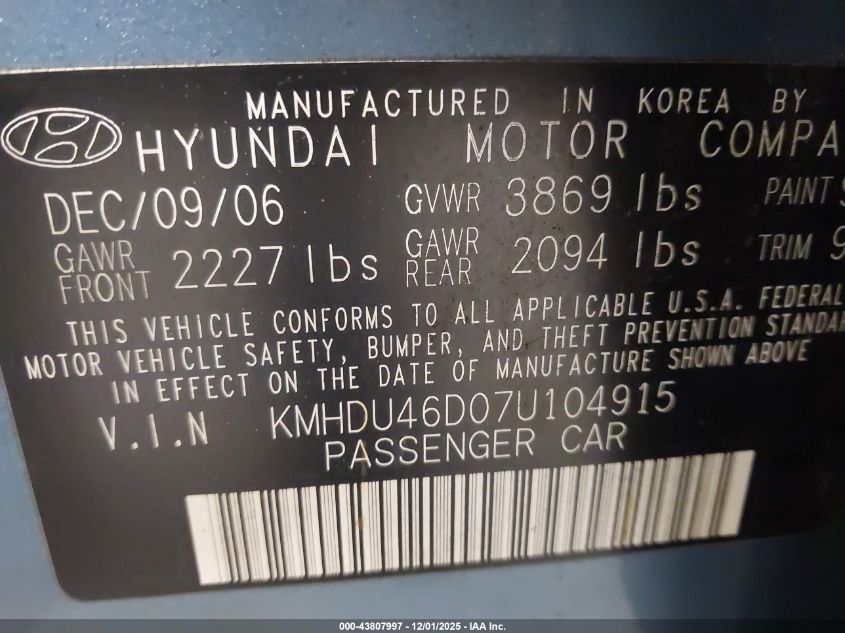 MANUFACTURED IN KOREA BY
HYUNDAI MOTOR COMPA
DEC/09/06 GVWR 3869 lbs PAINT
GAWR FRONT 2227 lbs GAWR REAR 2094 lbs TRIM 9
THIS VEHICLE CONFORMS TO ALL APPLICABLE U.S.A. FEDERAL
MOTOR VEHICLE SAFETY, BUMPER, AND THEFT PREVENTION STANDAR
IN EFFECT ON THE DATE OF MANUFACTURE SHOWN ABOVE
V.I.N KMHDU46D07U104915
PASSENGER CAR
000-43807997 - 12/01/2025 - IAA Inc.